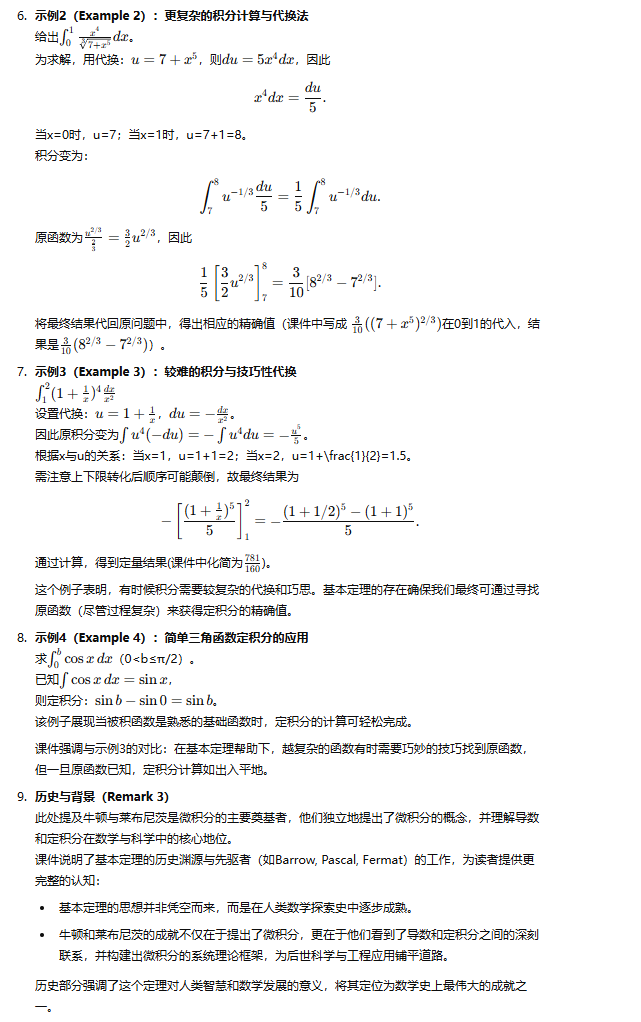 6. 示例2（Example 2）：更复杂的积分计算与代换法
给出∫₀¹ x⁴/∛(7+x⁵) dx。
为求解，用代换：u = 7 + x⁵，则du = 5x⁴dx，因此
x⁴dx = du/5.
当x=0时，u=7；当x=1时，u=7+1=8。
积分变为：
∫₇⁸ u^{-1/3} du/5 = 1/5 ∫₇⁸ u^{-1/3} du.
原函数为 u^{2/3}/(2/3) = 3/2 u^{2/3}，因此
1/5 [3/2 u^{2/3}]₇⁸ = 3/10 [8^{2/3} − 7^{2/3}].
将最终结果代回原问题中，得出相应的精确值（课件中写成 3/10((7 + x⁵)^{2/3})在0到1的代入，结
果是3/10(8^{2/3} − 7^{2/3})）。
7. 示例3（Example 3）：较难的积分与技巧性代换
∫₁²(1 + 1/x)⁴ dx/x²
设置代换：u = 1 + 1/x，du = −dx/x²。
因此原积分变为∫ u⁴(−du) = −∫ u⁴du = −u⁵/5。
根据x与u的关系：当x=1，u=1+1=2；当x=2，u=1+\frac{1}{2}=1.5。
需注意上下限转化后顺序可能颠倒，故最终结果为
−[(1 + 1/x)⁵/5]₁² = −((1 + 1/2)⁵ − (1 + 1)⁵)/5.
通过计算，得到定量结果(课件中化简为781/160)。
这个例子表明，有时候积分需要较复杂的代换和巧思。基本定理的存在确保我们最终可通过寻找
原函数（尽管过程复杂）来获得定积分的精确值。
8. 示例4（Example 4）：简单三角函数定积分的应用
求∫₀ᵇ cos x dx（0<b≤π/2）。
已知∫ cos x dx = sin x，
则定积分：sin b − sin 0 = sin b。
该例子展现当被积函数是熟悉的基础函数时，定积分的计算可轻松完成。
课件强调与示例3的对比：在基本定理帮助下，越复杂的函数有时需要巧妙的技巧找到原函数，
但一旦原函数已知，定积分计算如出入平地。
9. 历史与背景（Remark 3）
此处提及牛顿与莱布尼茨是微积分的主要奠基者，他们独立地提出了微积分的概念，并理解导数
和定积分在数学与科学中的核心地位。
课件说明了基本定理的历史渊源与先驱者（如Barrow, Pascal, Fermat）的工作，为读者提供更
完整的认知：
• 基本定理的思想并非凭空而来，而是在人类数学探索史中逐步成熟。
• 牛顿和莱布尼茨的成就不仅在于提出了微积分，更在于他们看到了导数和定积分之间的深刻
联系，并构建出微积分的系统理论框架，为后世科学与工程应用铺平道路。
历史部分强调了这个定理对人类智慧和数学发展的意义，将其定位为数学史上最伟大的成就之
一。